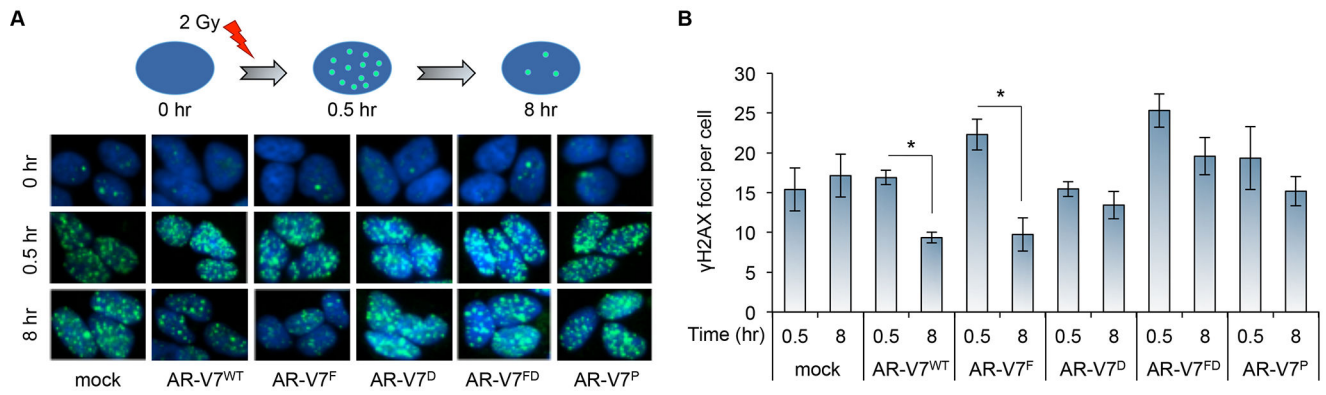 A
2 Gy
0 hr
0.5 hr
8 hr
0 hr
0.5 hr
8 hr
mock
AR-V7WT
AR-V7F
AR-V7D
AR-V7FD
AR-V7P
B
γH2AX foci per cell
30
25
20
15
10
5
0
*
*
Time (hr)
0.5 8 0.5 8 0.5 8 0.5 8 0.5 8 0.5 8
mock AR-V7WT AR-V7F AR-V7D AR-V7FD AR-V7P